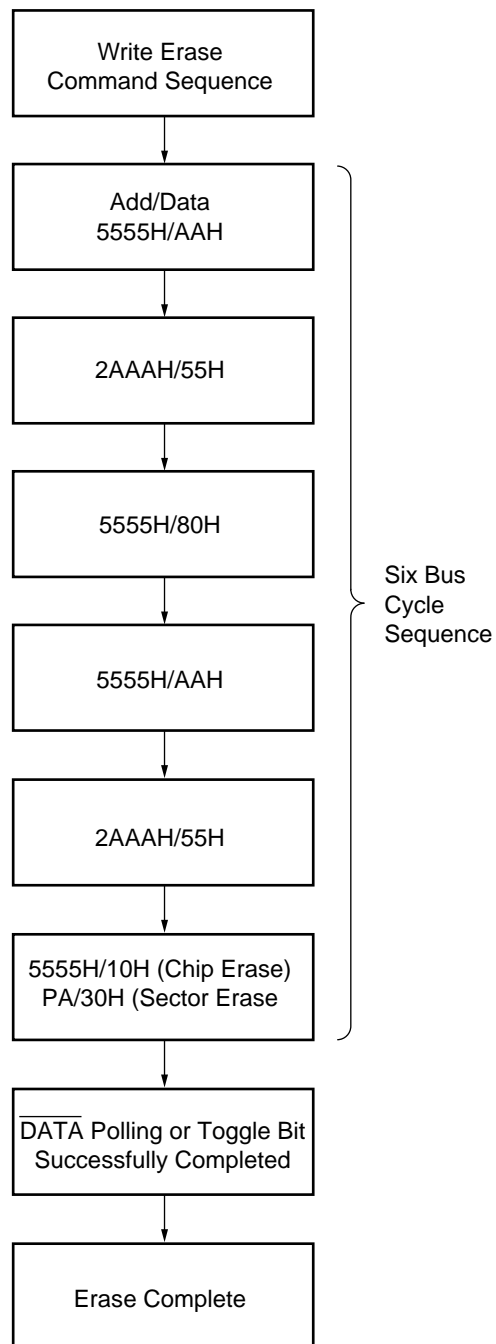 Write Erase
Command Sequence
Add/Data
5555H/AAH
2AAAH/55H
5555H/80H
5555H/AAH
2AAAH/55H
5555H/10H (Chip Erase)
PA/30H (Sector Erase
Six Bus
Cycle
Sequence
D̅A̅T̅A̅ Polling or Toggle Bit
Successfully Completed
Erase Complete